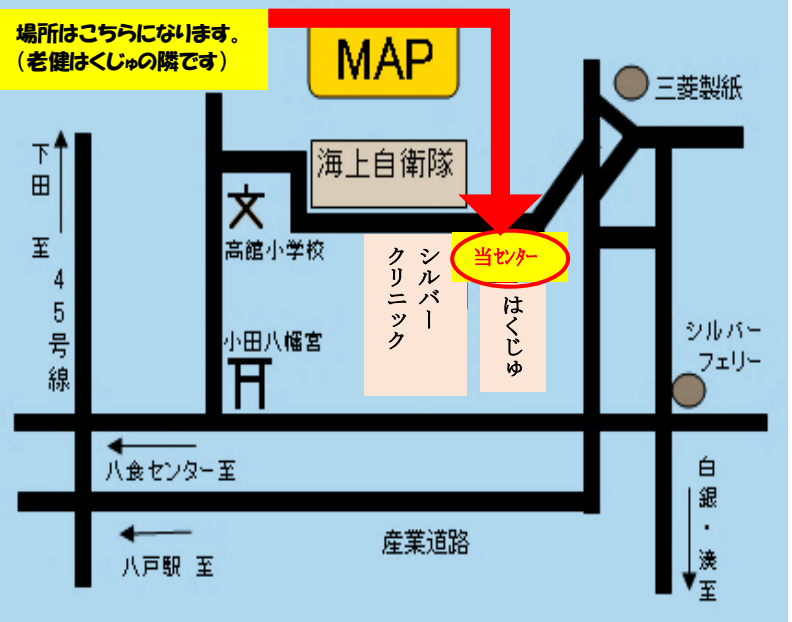 場所はこちらになります。
（老健はくじゅの隣です）
MAP
三菱製紙
海上自衛隊
下田 至 45号線
文
高館小学校
シルバー
クリニック
当センター
はくじゅ
小田八幡宮
シルバー
フェリー
八食センター至
白銀・湊至
産業道路
八戸駅 至